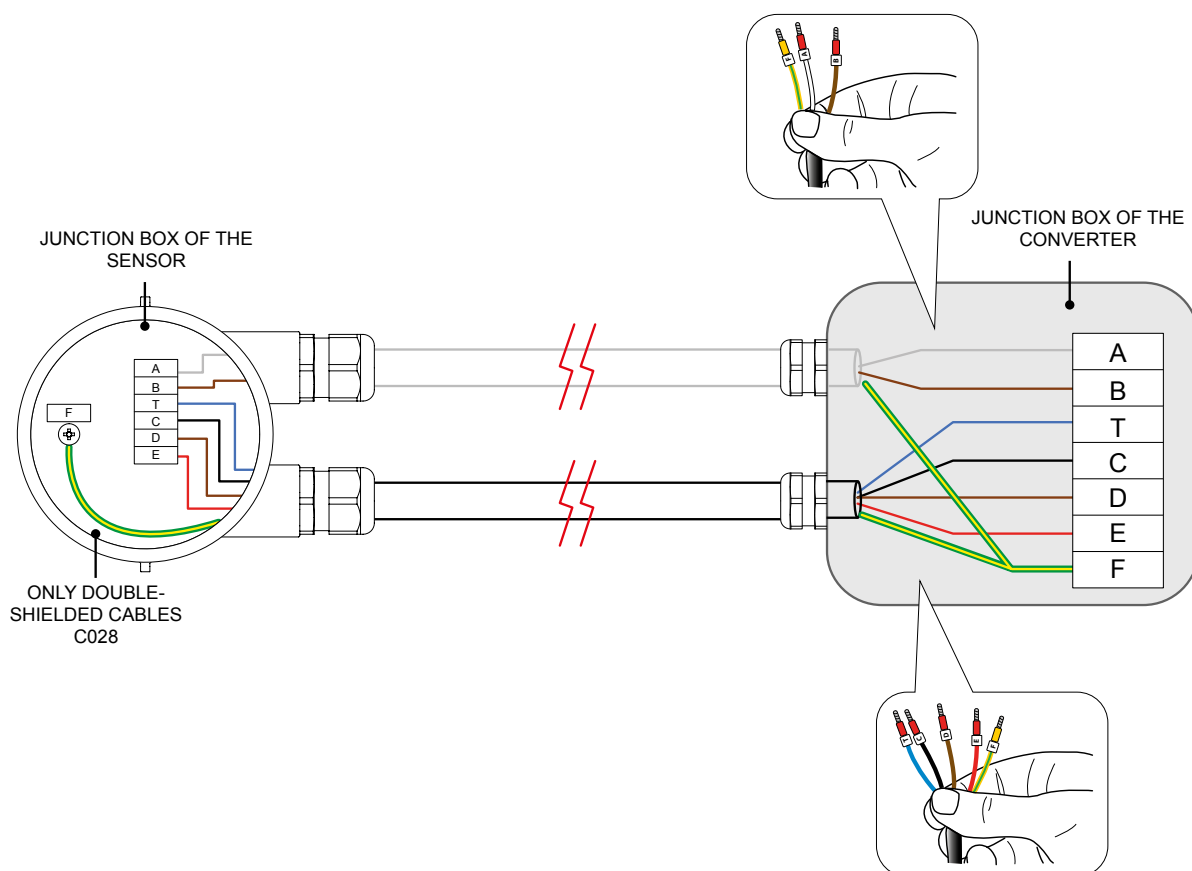 F
A
B
JUNCTION BOX OF THE
SENSOR
JUNCTION BOX OF THE
CONVERTER
A
B
T
C
D
E
F
A
B
T
C
D
E
F
ONLY DOUBLE-
SHIELDED CABLES
C028
T
C
D
E
F